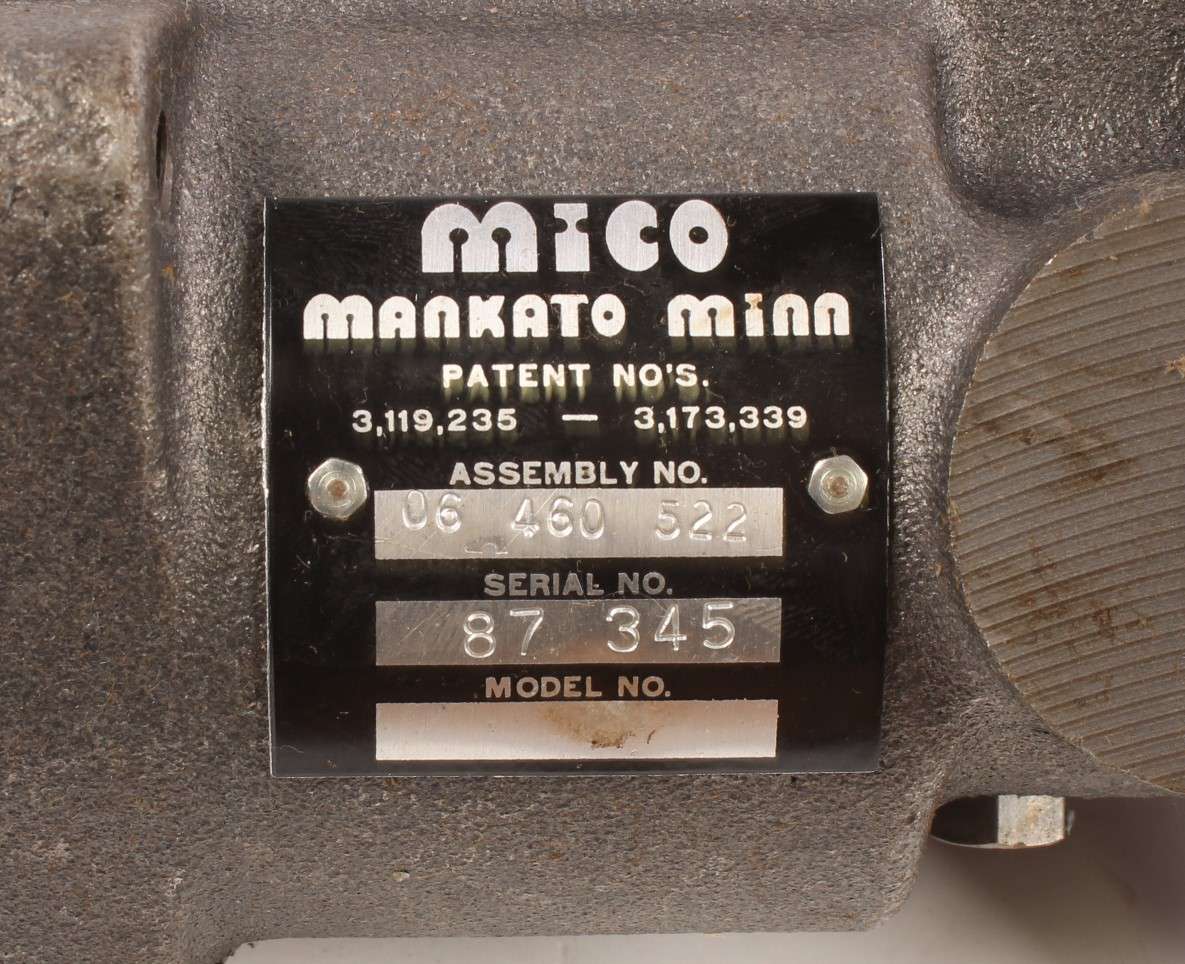 MICO
MANKATO MINN
PATENT NO'S.
3,119,235 — 3,173,339
ASSEMBLY NO.
06 460 522
SERIAL NO.
87 345
MODEL NO.